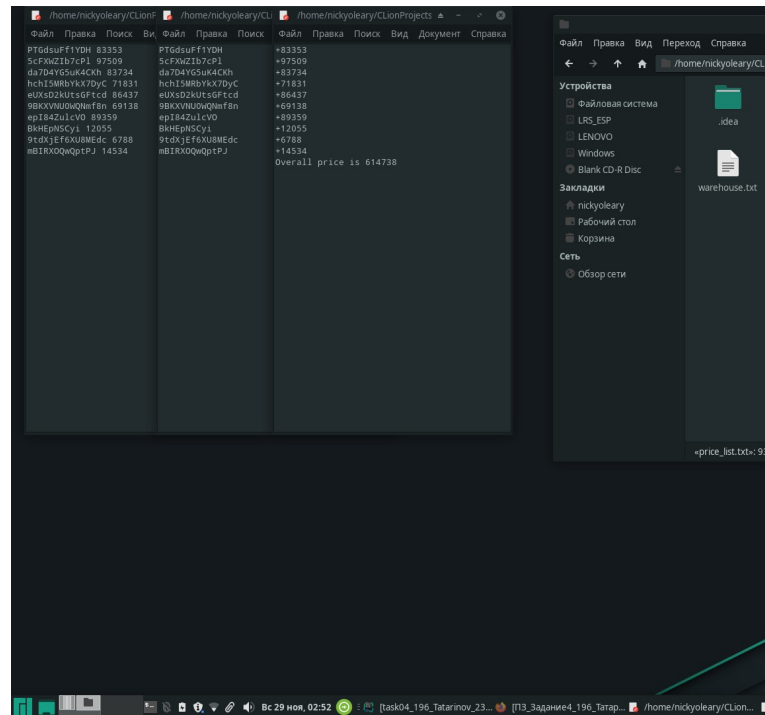 /home/nickyoleary/CLionF
Файл Правка Поиск Ви
PTGdsuFf1YDH 83353
5cFXWZIb7cPl 97509
da7D4YG5uK4CKh 83734
hchI5MRbYkX7DyC 71831
eUXsD2kUtsGFtcd 86437
9BKXVNU0WQNmf8n 69138
epI84ZulcVO 89359
BkHEpNSCyi 12055
9tdXjEf6XU8MEdc 6788
mBIRXOQwQptPJ 14534
/home/nickyoleary/CLi
Файл Правка Поиск
PTGdsuFf1YDH
5cFXWZIb7cPl
da7D4YG5uK4CKh
hchI5MRbYkX7DyC
eUXsD2kUtsGFtcd
9BKXVNU0WQNmf8n
epI84ZulcVO
BkHEpNSCyi
9tdXjEf6XU8MEdc
mBIRXOQwQptPJ
/home/nickyoleary/CLionProjects
Файл Правка Поиск Вид Документ Справка
+83353
+97509
+83734
+71831
+86437
+69138
+89359
+12055
+6788
+14534
Overall price is 614738
Файл Правка Вид Переход Справка
/home/nickyoleary/CL
Устройства
Файловая система
LRS_ESP
LENOVO
Windows
Blank CD-R Disc
Закладки
nickyoleary
Рабочий стол
Корзина
Сеть
Обзор сети
.idea
warehouse.txt
«price_list.txt»: 93
Вс 29 ноя, 02:52 [task04_196_Tatarinov_23... [ПЗ_Задание4_196_Татар... /home/nickyoleary/CLion...